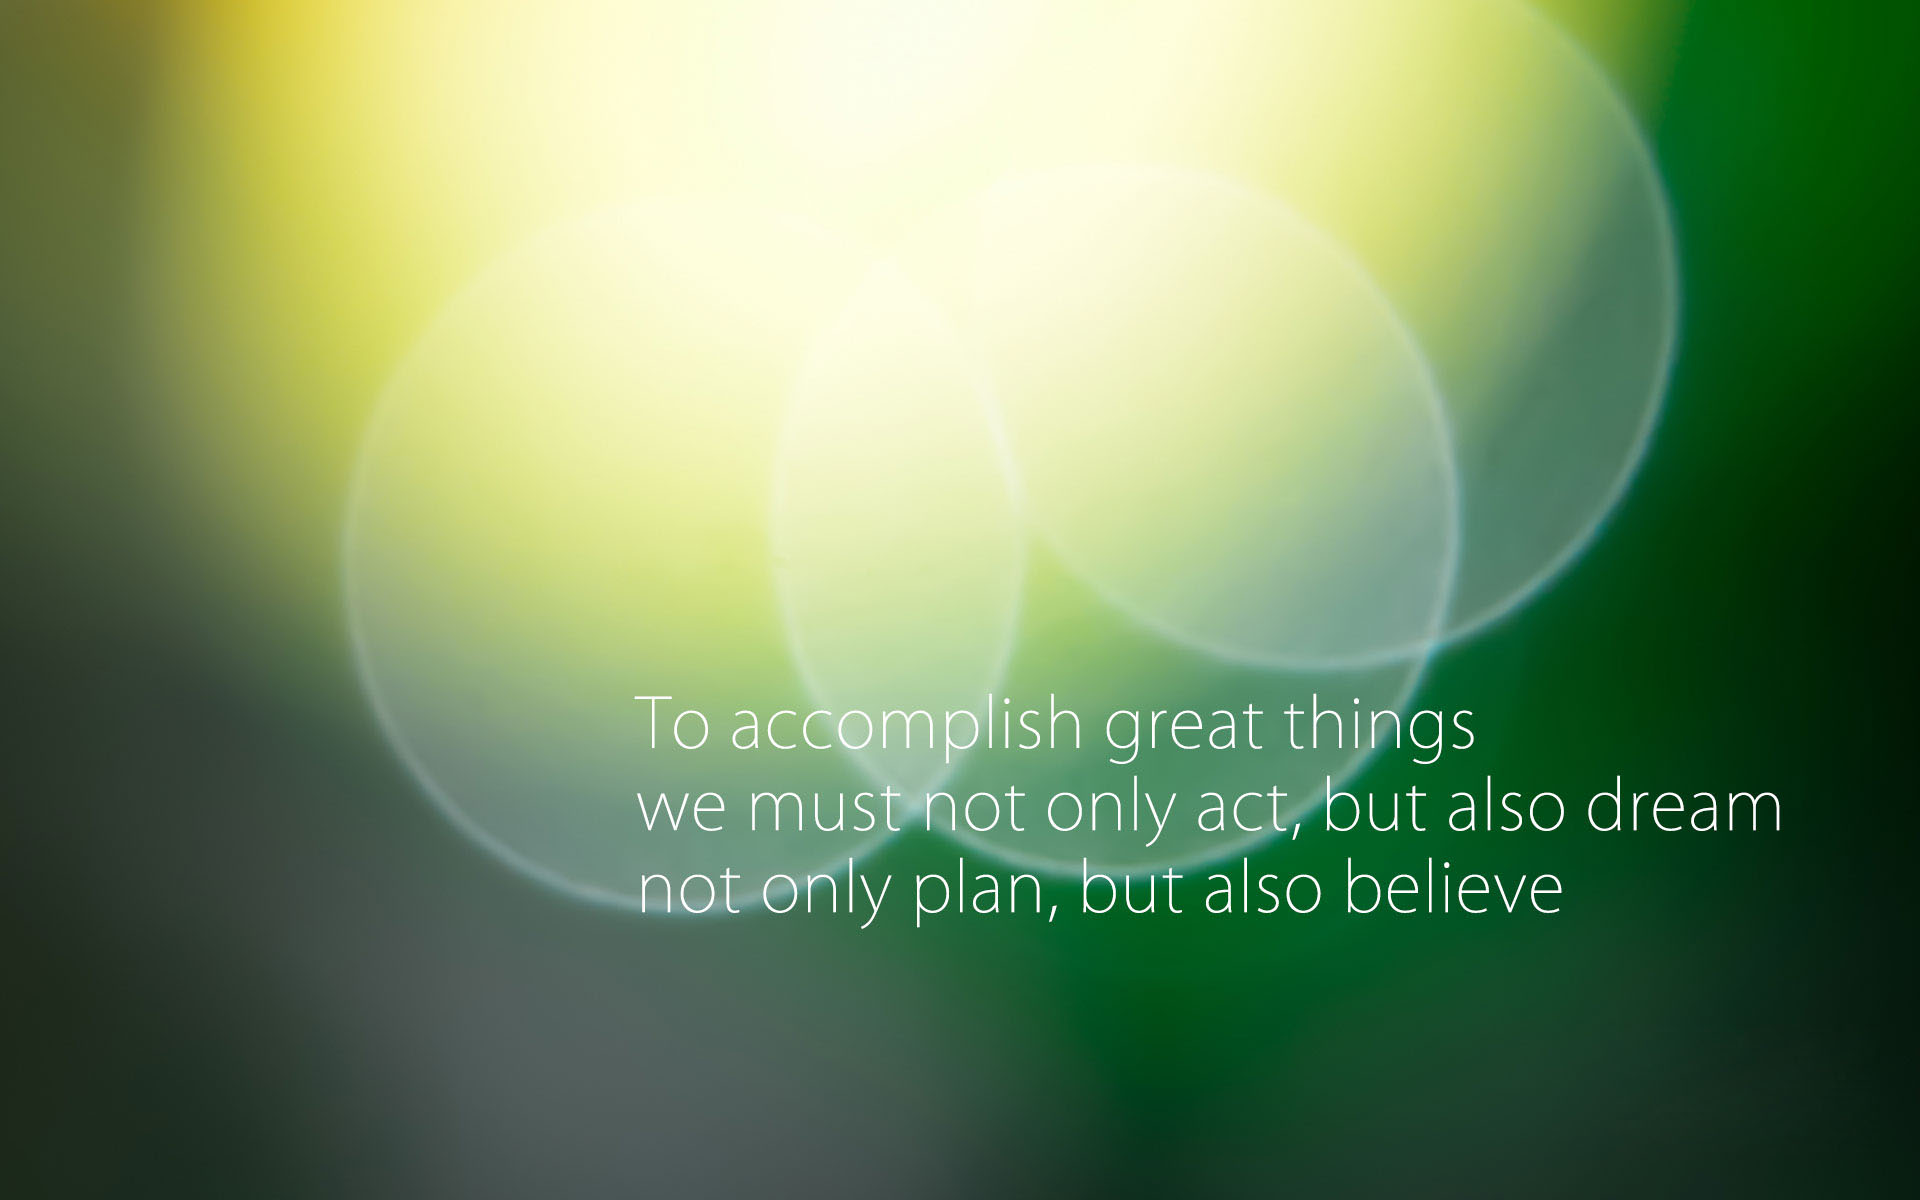 To accomplish great things
we must not only act, but also dream
not only plan, but also believe